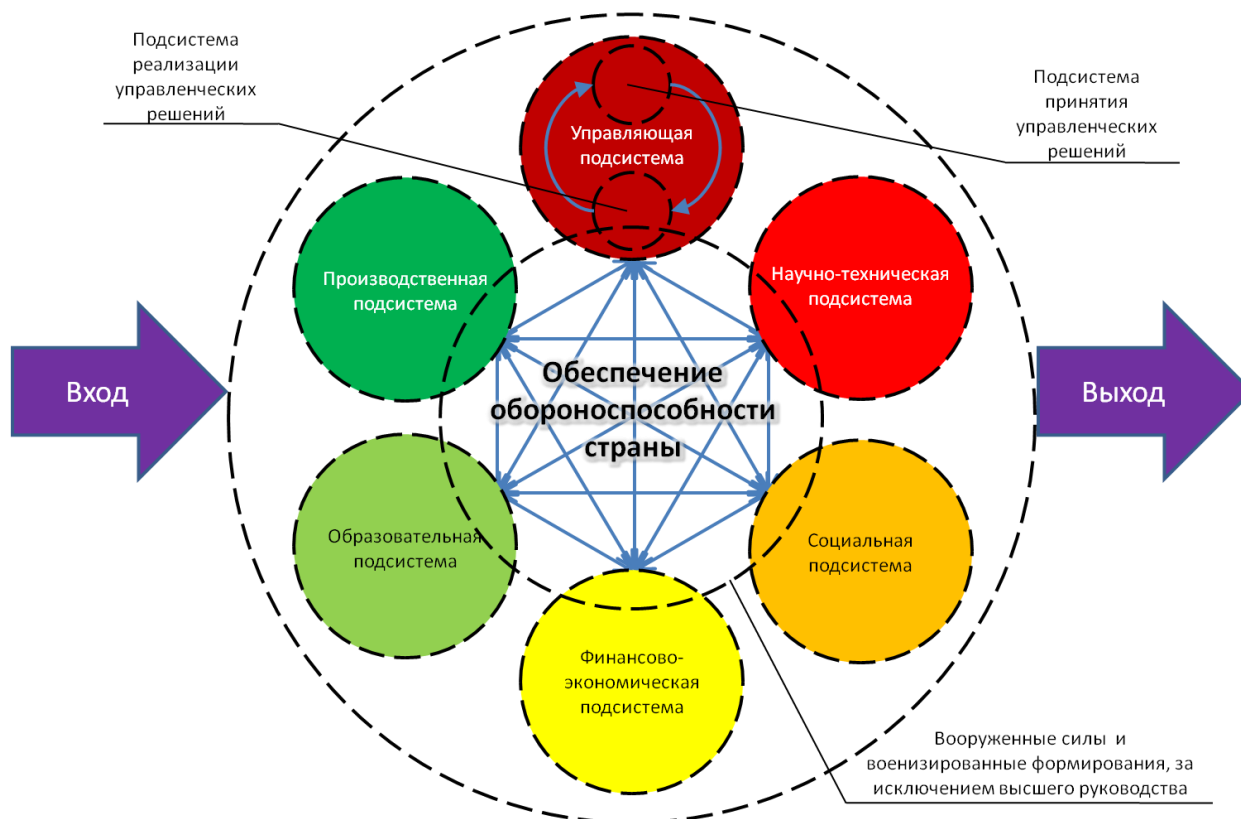 Подсистема
реализации
управленческих
решений
Подсистема
принятия
управленческих
решений
Управляющая
подсистема
Производственная
подсистема
Научно-техническая
подсистема
Вход
Обеспечение
обороноспособности
страны
Выход
Образовательная
подсистема
Социальная
подсистема
Финансово-
экономическая
подсистема
Вооруженные силы и
военизированные формирования, за
исключением высшего руководства